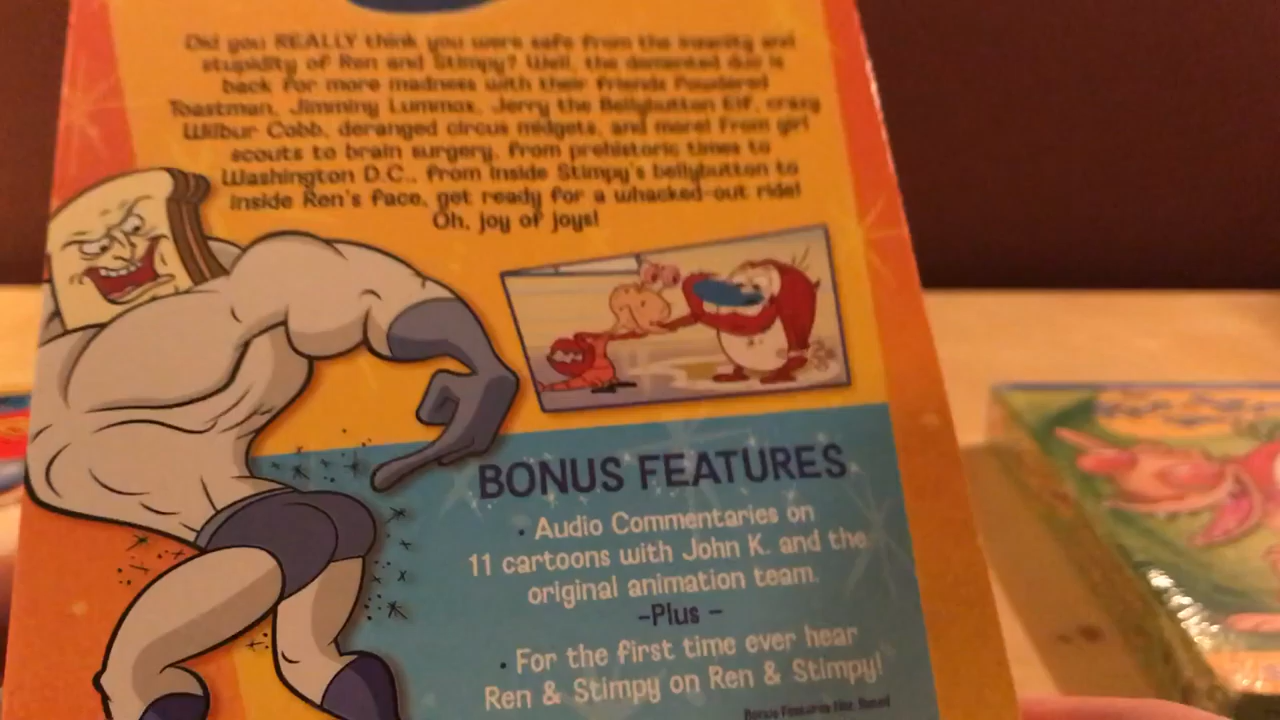 Did you REALLY think you were safe from the insanity and
stupidity of Ren and Stimpy? Well, the demented duo is
back for more madness with their friends Powdered
Toastman, Jimminy Lummox, Jerry the Bellybutton Elf, crazy
Wilbur Cobb, deranged circus midgets, and more! From girl
scouts to brain surgery, from prehistoric times to
Washington D.C., from inside Stimpy's bellybutton to
inside Ren's face, get ready for a whacked-out ride!
Oh, joy of joys!
BONUS FEATURES
• Audio Commentaries on
11 cartoons with John K. and the
original animation team.
-Plus -
• For the first time ever hear
Ren & Stimpy on Ren & Stimpy!
Bonus Features Not Rated